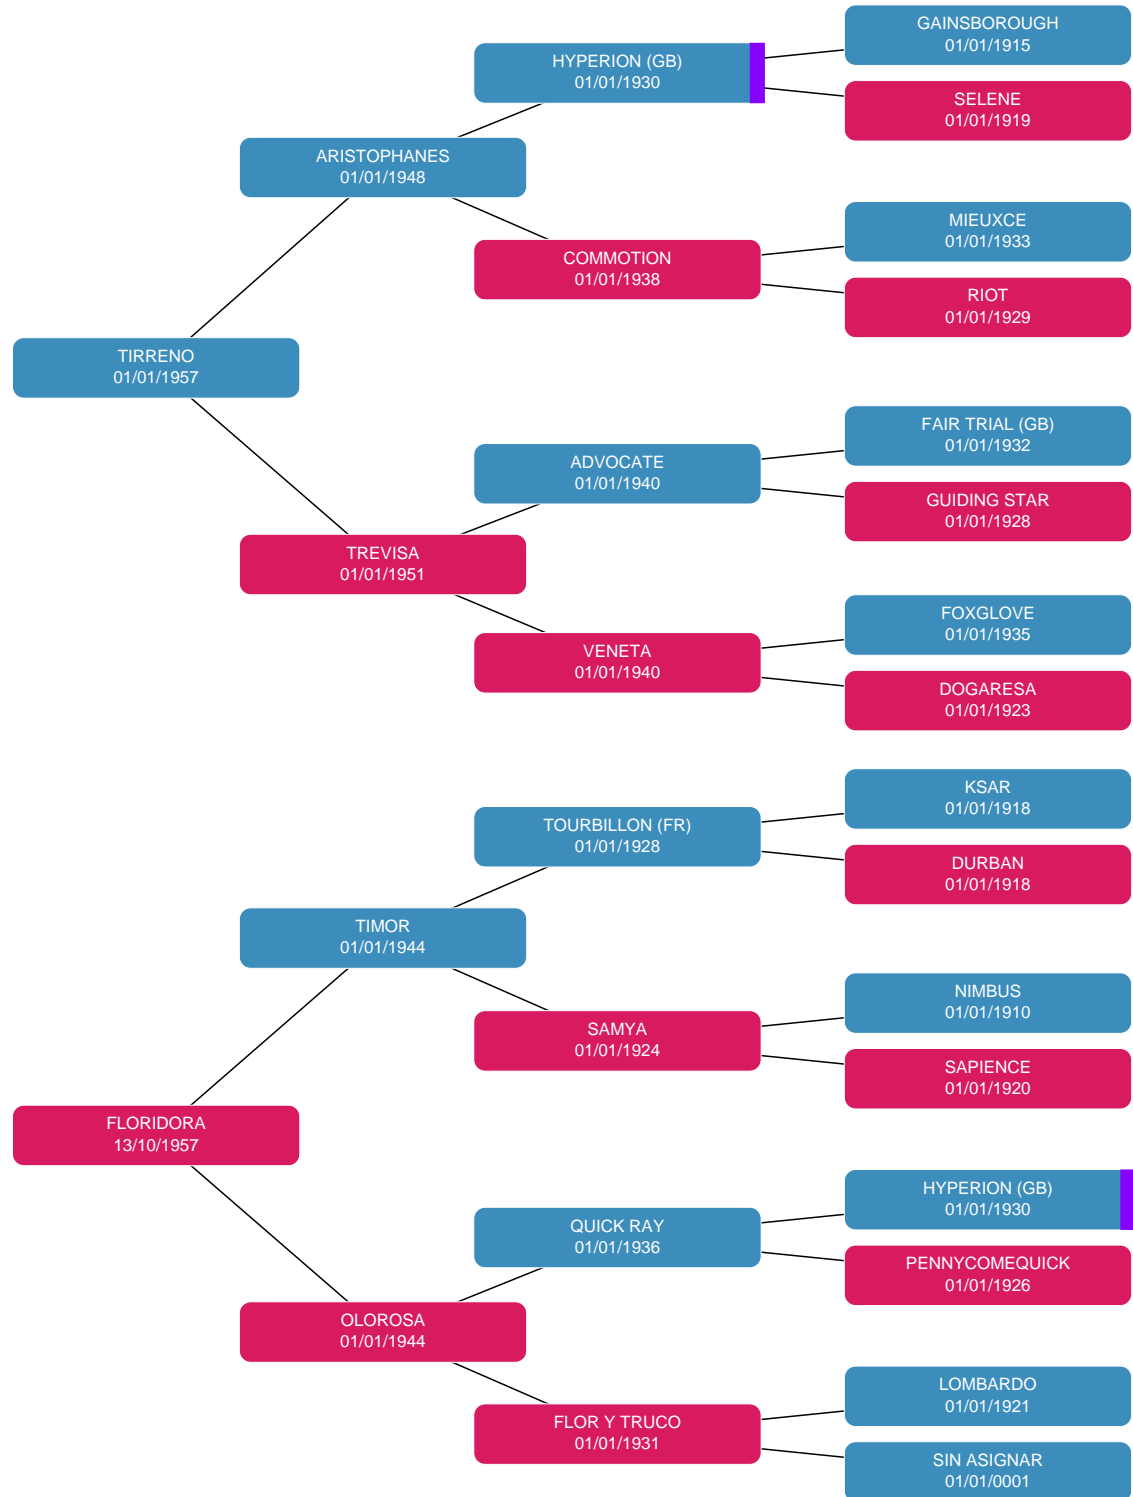 GAINSBOROUGH
01/01/1915
HYPERION (GB)
01/01/1930
SELENE
01/01/1919
ARISTOPHANES
01/01/1948
MIEUXCE
01/01/1933
COMMOTION
01/01/1938
RIOT
01/01/1929
TIRRENO
01/01/1957
FAIR TRIAL (GB)
01/01/1932
ADVOCATE
01/01/1940
GUIDING STAR
01/01/1928
TREVISA
01/01/1951
FOXGLOVE
01/01/1935
VENETA
01/01/1940
DOGARESA
01/01/1923
KSAR
01/01/1918
TOURBILLON (FR)
01/01/1928
DURBAN
01/01/1918
TIMOR
01/01/1944
NIMBUS
01/01/1910
SAMYA
01/01/1924
SAPIENCE
01/01/1920
FLORIDORA
13/10/1957
HYPERION (GB)
01/01/1930
QUICK RAY
01/01/1936
PENNYCOMEQUICK
01/01/1926
OLOROSA
01/01/1944
LOMBARDO
01/01/1921
FLOR Y TRUCO
01/01/1931
SIN ASIGNAR
01/01/0001